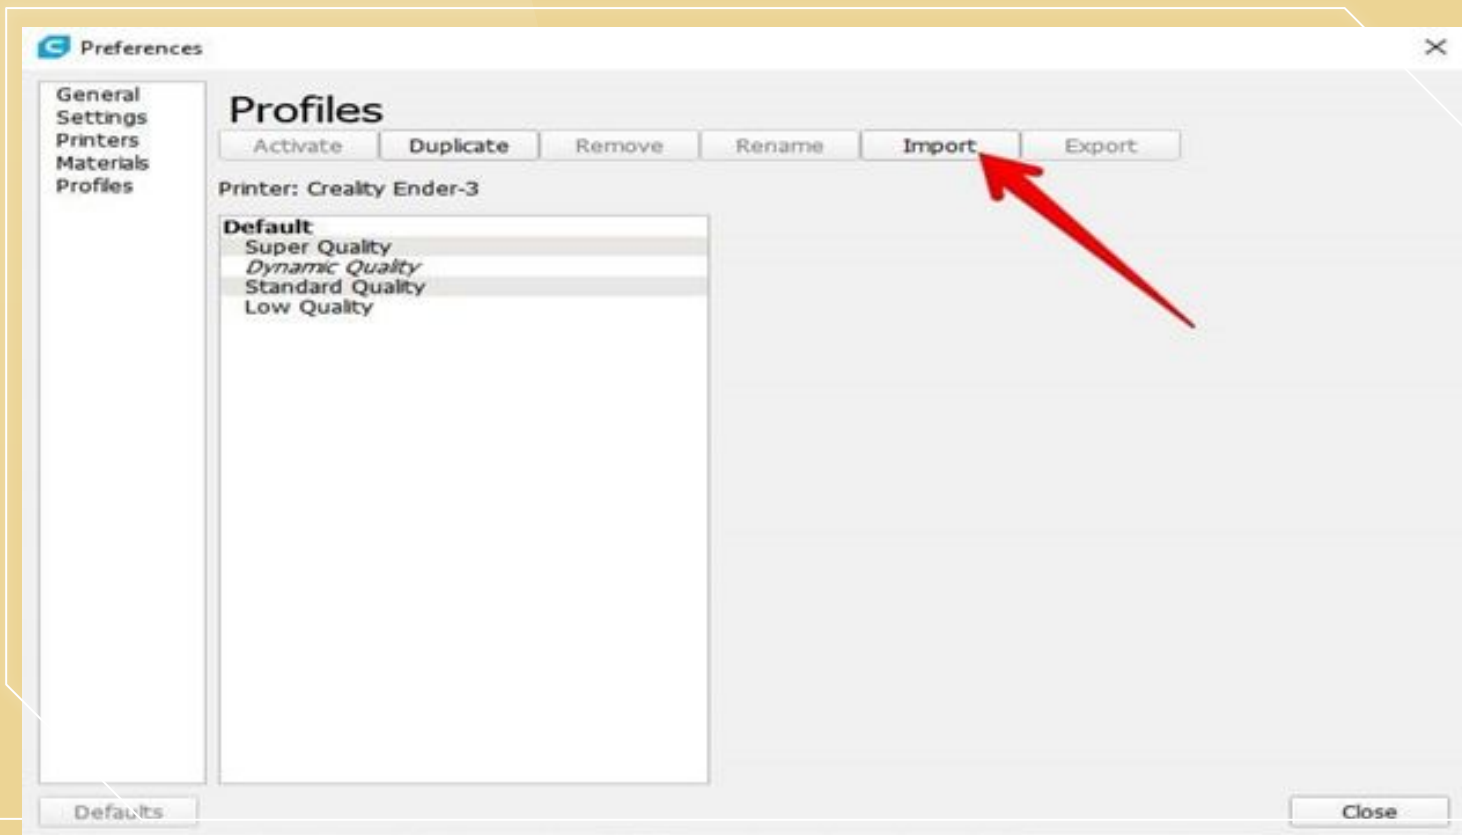 Preferences
General
Settings
Printers
Materials
Profiles
Profiles
Activate Duplicate Remove Rename Import Export
Printer: Creality Ender-3
Default
Super Quality
Dynamic Quality
Standard Quality
Low Quality
Defaults
Close